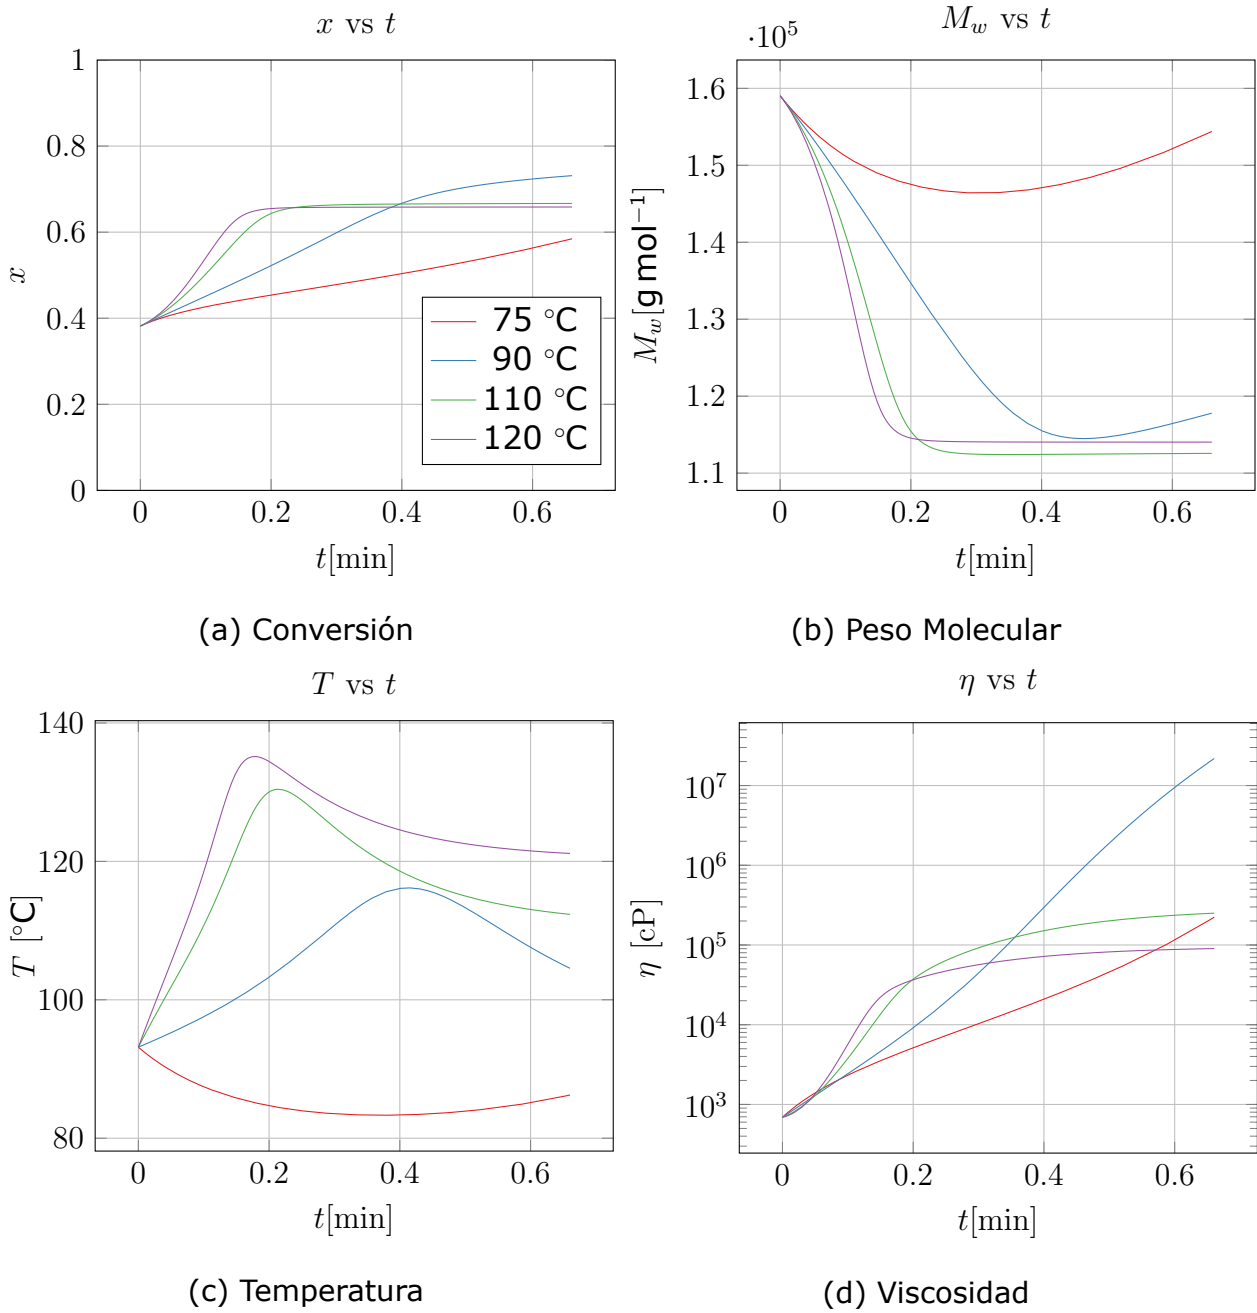 x vs t
1
0.8
0.6
0.4
0.2
0
x
0
0.2
0.4
0.6
t[min]
75 °C
90 °C
110 °C
120 °C
(a) Conversión
M_w vs t
·10^5
1.6
1.5
1.4
1.3
1.2
1.1
M_w[g mol^−1]
0
0.2
0.4
0.6
t[min]
(b) Peso Molecular
T vs t
140
120
100
80
T [°C]
0
0.2
0.4
0.6
t[min]
(c) Temperatura
η vs t
10^7
10^6
10^5
10^4
10^3
η [cP]
0
0.2
0.4
0.6
t[min]
(d) Viscosidad